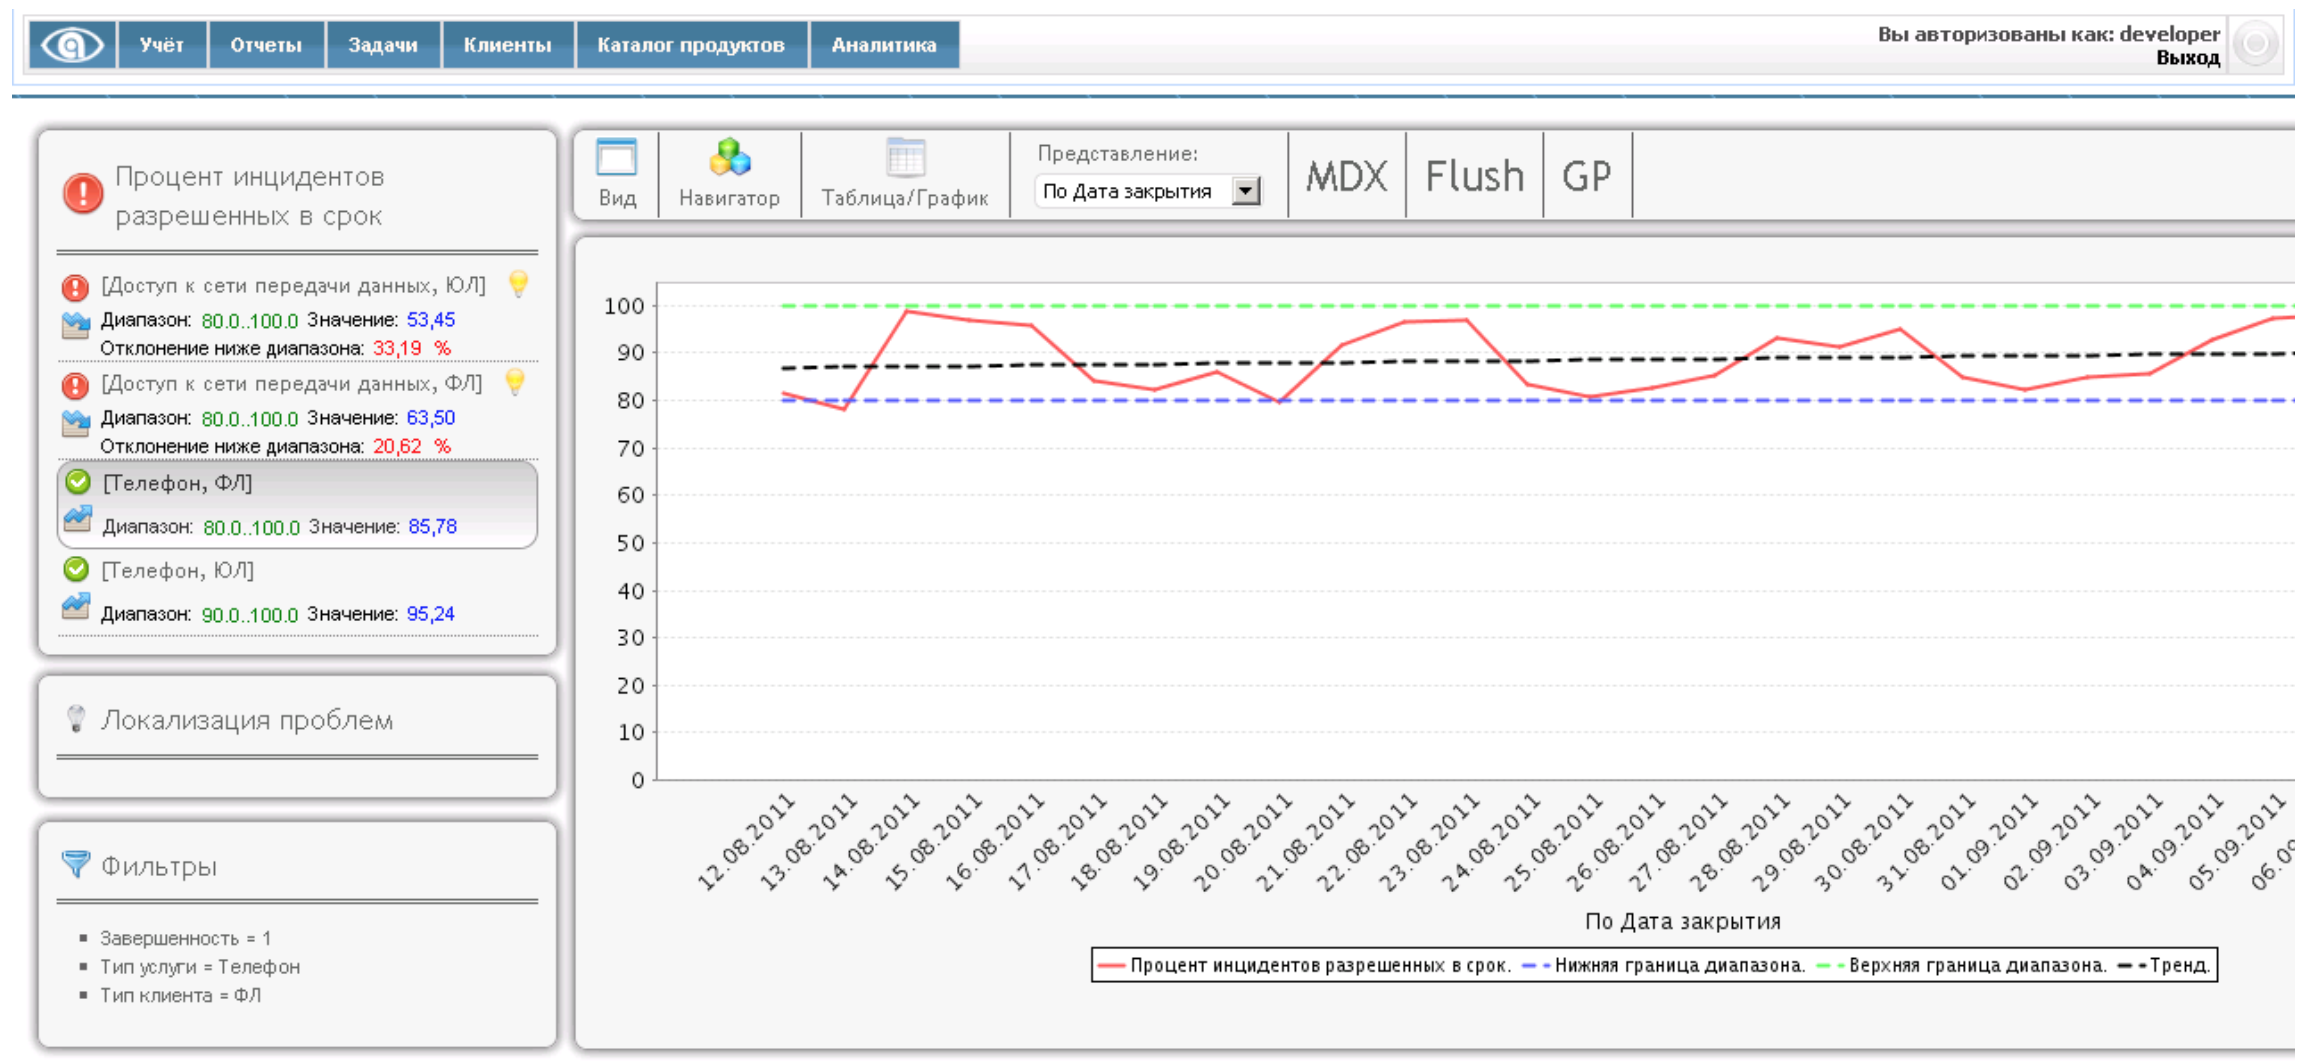 Учёт
Отчеты
Задачи
Клиенты
Каталог продуктов
Аналитика
Вы авторизованы как: developer
Выход
Процент инцидентов
разрешенных в срок
[Доступ к сети передачи данных, ЮЛ]
Диапазон: 80.0..100.0 Значение: 53,45
Отклонение ниже диапазона: 33,19 %
[Доступ к сети передачи данных, ФЛ]
Диапазон: 80.0..100.0 Значение: 63,50
Отклонение ниже диапазона: 20,62 %
[Телефон, ФЛ]
Диапазон: 80.0..100.0 Значение: 85,78
[Телефон, ЮЛ]
Диапазон: 90.0..100.0 Значение: 95,24
Локализация проблем
Фильтры
Завершенность = 1
Тип услуги = Телефон
Тип клиента = ФЛ
Вид
Навигатор
Таблица/График
Представление:
По Дата закрытия
MDX
Flush
GP
100
90
80
70
60
50
40
30
20
10
0
12.08.2011
13.08.2011
14.08.2011
15.08.2011
16.08.2011
17.08.2011
18.08.2011
19.08.2011
20.08.2011
21.08.2011
22.08.2011
23.08.2011
24.08.2011
25.08.2011
26.08.2011
27.08.2011
28.08.2011
29.08.2011
30.08.2011
31.08.2011
01.09.2011
02.09.2011
03.09.2011
04.09.2011
05.09.2011
По Дата закрытия
Процент инцидентов разрешенных в срок.
Нижняя граница диапазона.
Верхняя граница диапазона.
Тренд.